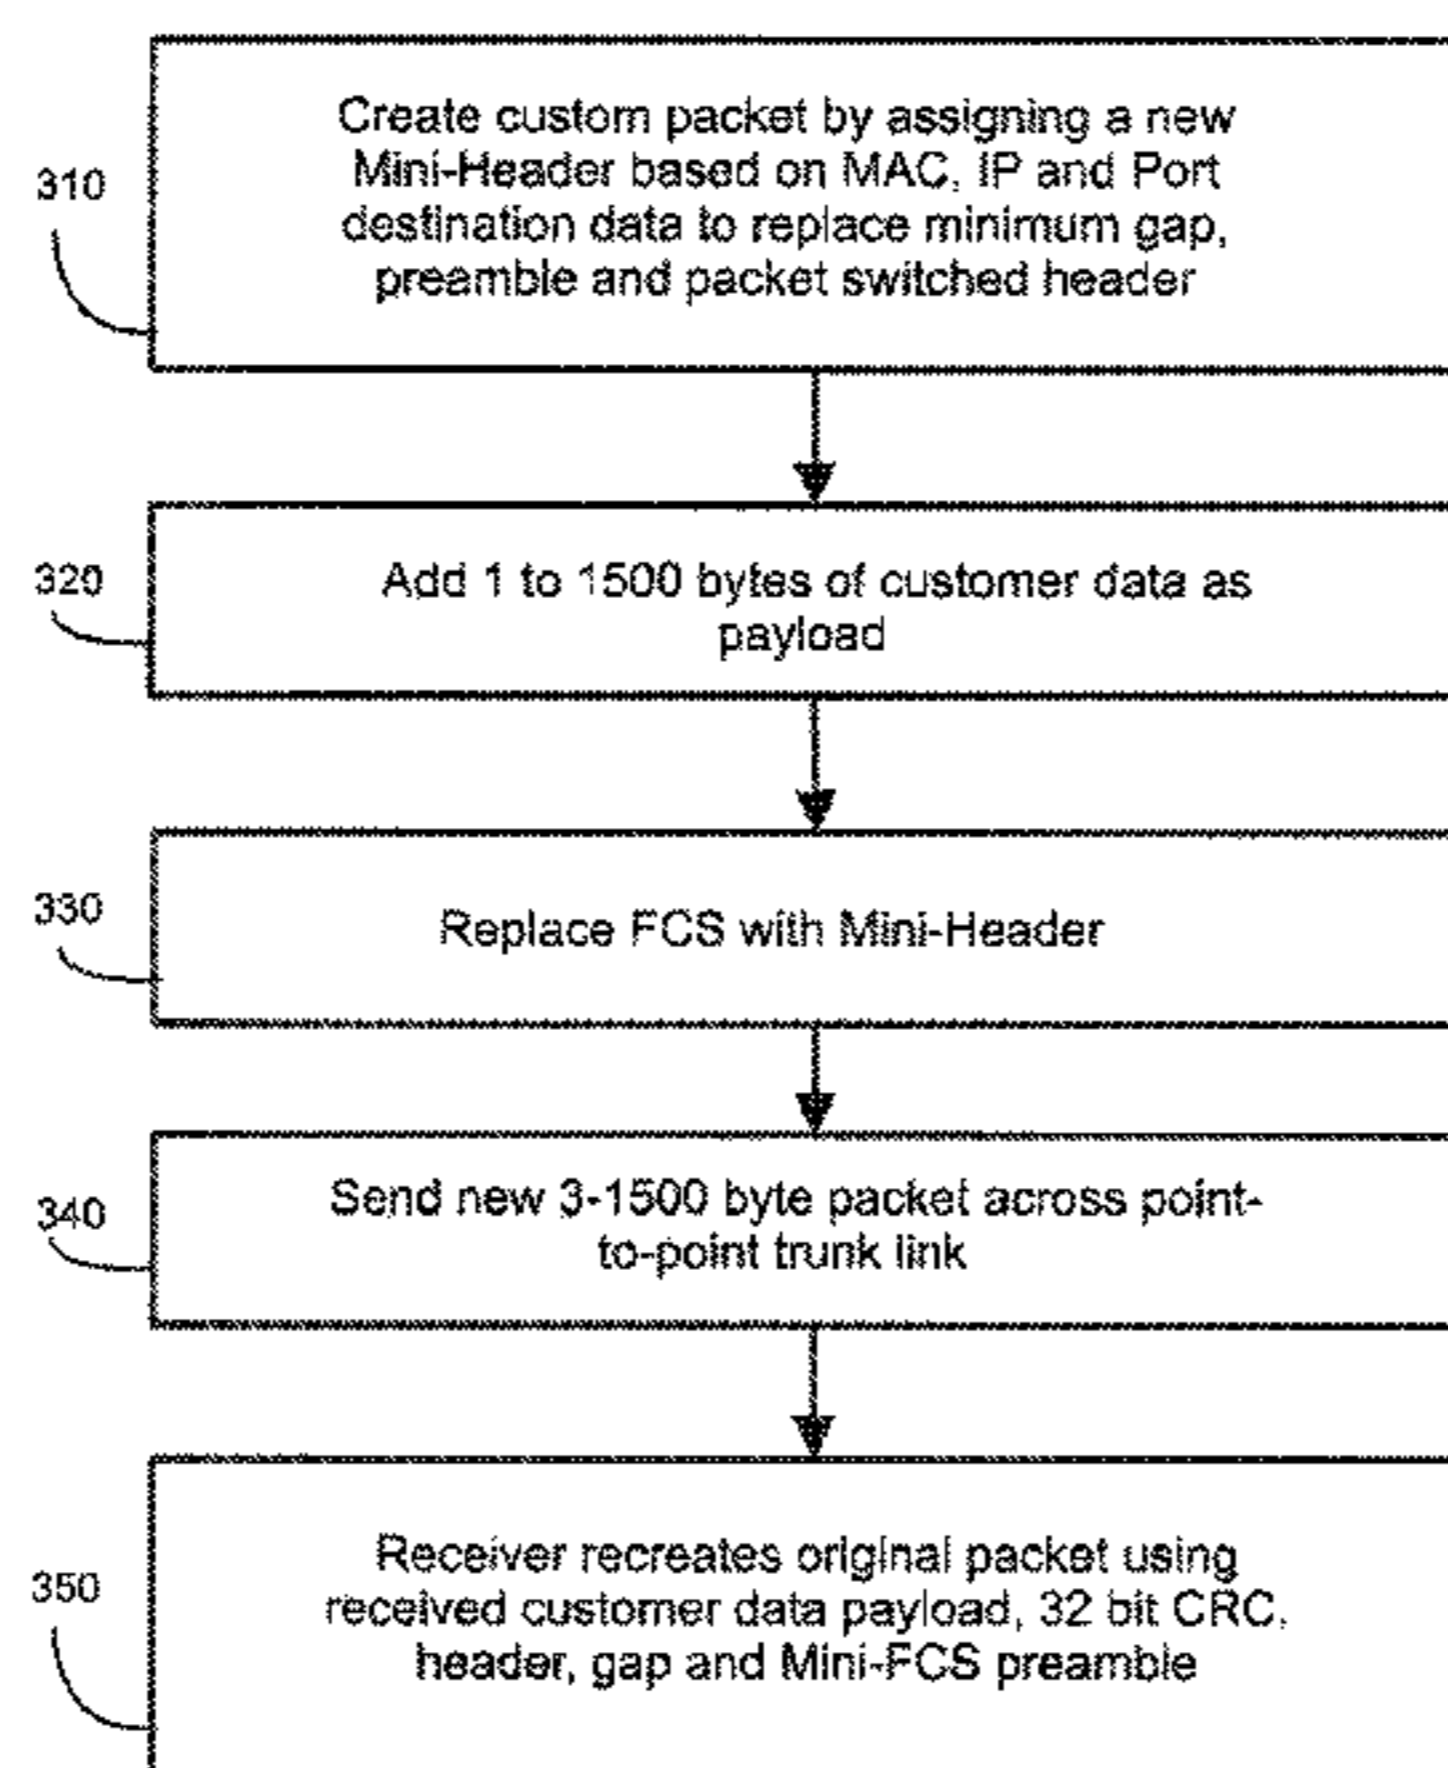 310
Create custom packet by assigning a new
Mini-Header based on MAC, IP and Port
destination data to replace minimum gap,
preamble and packet switched header
320
Add 1 to 1500 bytes of customer data as
payload
330
Replace FCS with Mini-Header
340
Send new 3-1500 byte packet across point-
to-point trunk link
350
Receiver recreates original packet using
received customer data payload, 32 bit CRC,
header, gap and Mini-FCS preamble